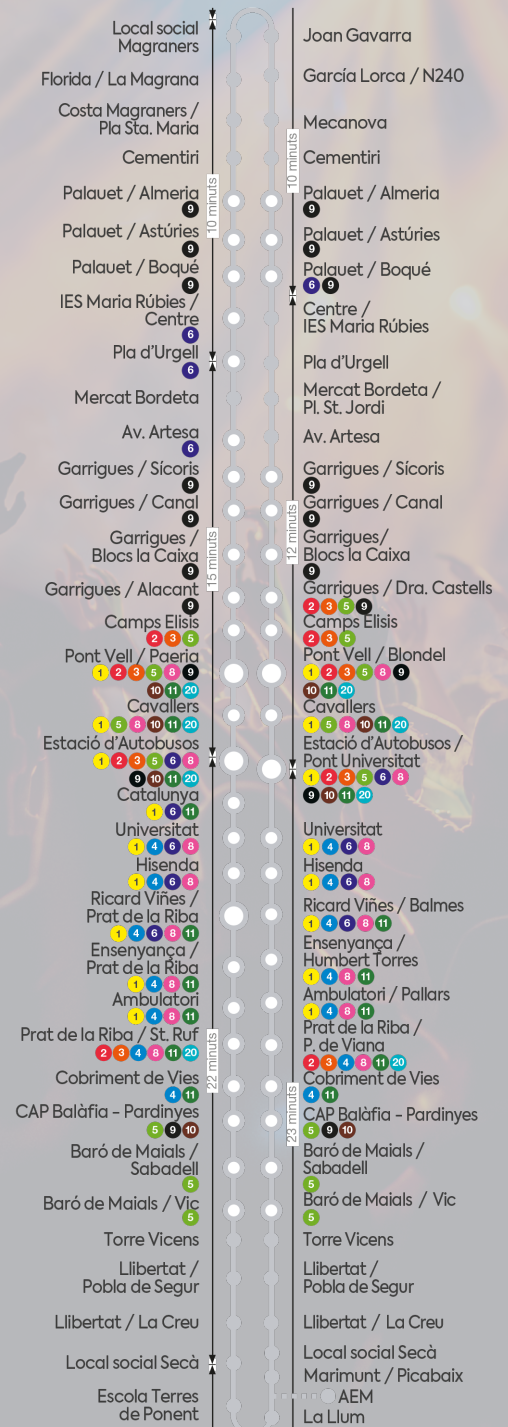 Local social
Magraners
Florida / La Magrana
Costa Magraners /
Pla Sta. Maria
Cementiri
Palauet / Almeria
9
Palauet / Astúries
9
Palauet / Boqué
9
IES Maria Rúbies /
Centre
6
Pla d'Urgell
6
Mercat Bordeta
Av. Artesa
6
Garrigues / Sícoris
9
Garrigues / Canal
9
Garrigues /
Blocs la Caixa
9
Garrigues / Alacant
9
Camps Elisis
2 3 5
Pont Vell / Paeria
1 2 3 5 8 9
10 11 20
Cavallers
1 5 8 10 11 20
Estació d'Autobusos
1 2 3 5 6 8
9 10 11 20
Catalunya
1 6 11
Universitat
1 4 6 8
Hisenda
1 4 6 8
Ricard Viñes /
Prat de la Riba
1 4 6 8 11
Ensenyança /
Prat de la Riba
1 4 8 11
Ambulatori
1 4 8 11
Prat de la Riba / St. Ruf
2 3 4 8 11 20
Cobriment de Vies
4 11
CAP Balàfia - Pardinyes
5 9 10
Baró de Maials /
Sabadell
5
Baró de Maials / Vic
5
Torre Vicens
Llibertat /
Pobla de Segur
Llibertat / La Creu
Local social Secà
Escola Terres
de Ponent
10 minuts
15 minuts
22 minuts
10 minuts
12 minuts
23 minuts
Joan Gavarra
García Lorca / N240
Mecanova
Cementiri
Palauet / Almeria
9
Palauet / Astúries
9
Palauet / Boqué
6 9
Centre /
IES Maria Rúbies
Pla d'Urgell
Mercat Bordeta /
Pl. St. Jordi
Av. Artesa
Garrigues / Sícoris
9
Garrigues / Canal
9
Garrigues/
Blocs la Caixa
9
Garrigues / Dra. Castells
2 3 5 9
Camps Elisis
2 3 5
Pont Vell / Blondel
1 2 3 5 8 9
10 11 20
Cavallers
1 5 8 10 11 20
Estació d'Autobusos /
Pont Universitat
1 2 3 5 6 8
9 10 11 20
Universitat
1 4 6 8
Hisenda
1 4 6 8
Ricard Viñes / Balmes
1 4 6 8 11
Ensenyança /
Humbert Torres
1 4 8 11
Ambulatori / Pallars
1 4 8 11
Prat de la Riba /
P. de Viana
2 3 4 8 11 20
Cobriment de Vies
4 11
CAP Balàfia - Pardinyes
5 9 10
Baró de Maials /
Sabadell
5
Baró de Maials / Vic
5
Torre Vicens
Llibertat /
Pobla de Segur
Llibertat / La Creu
Local social Secà
Marimunt / Picabaix
AEM
La Llum